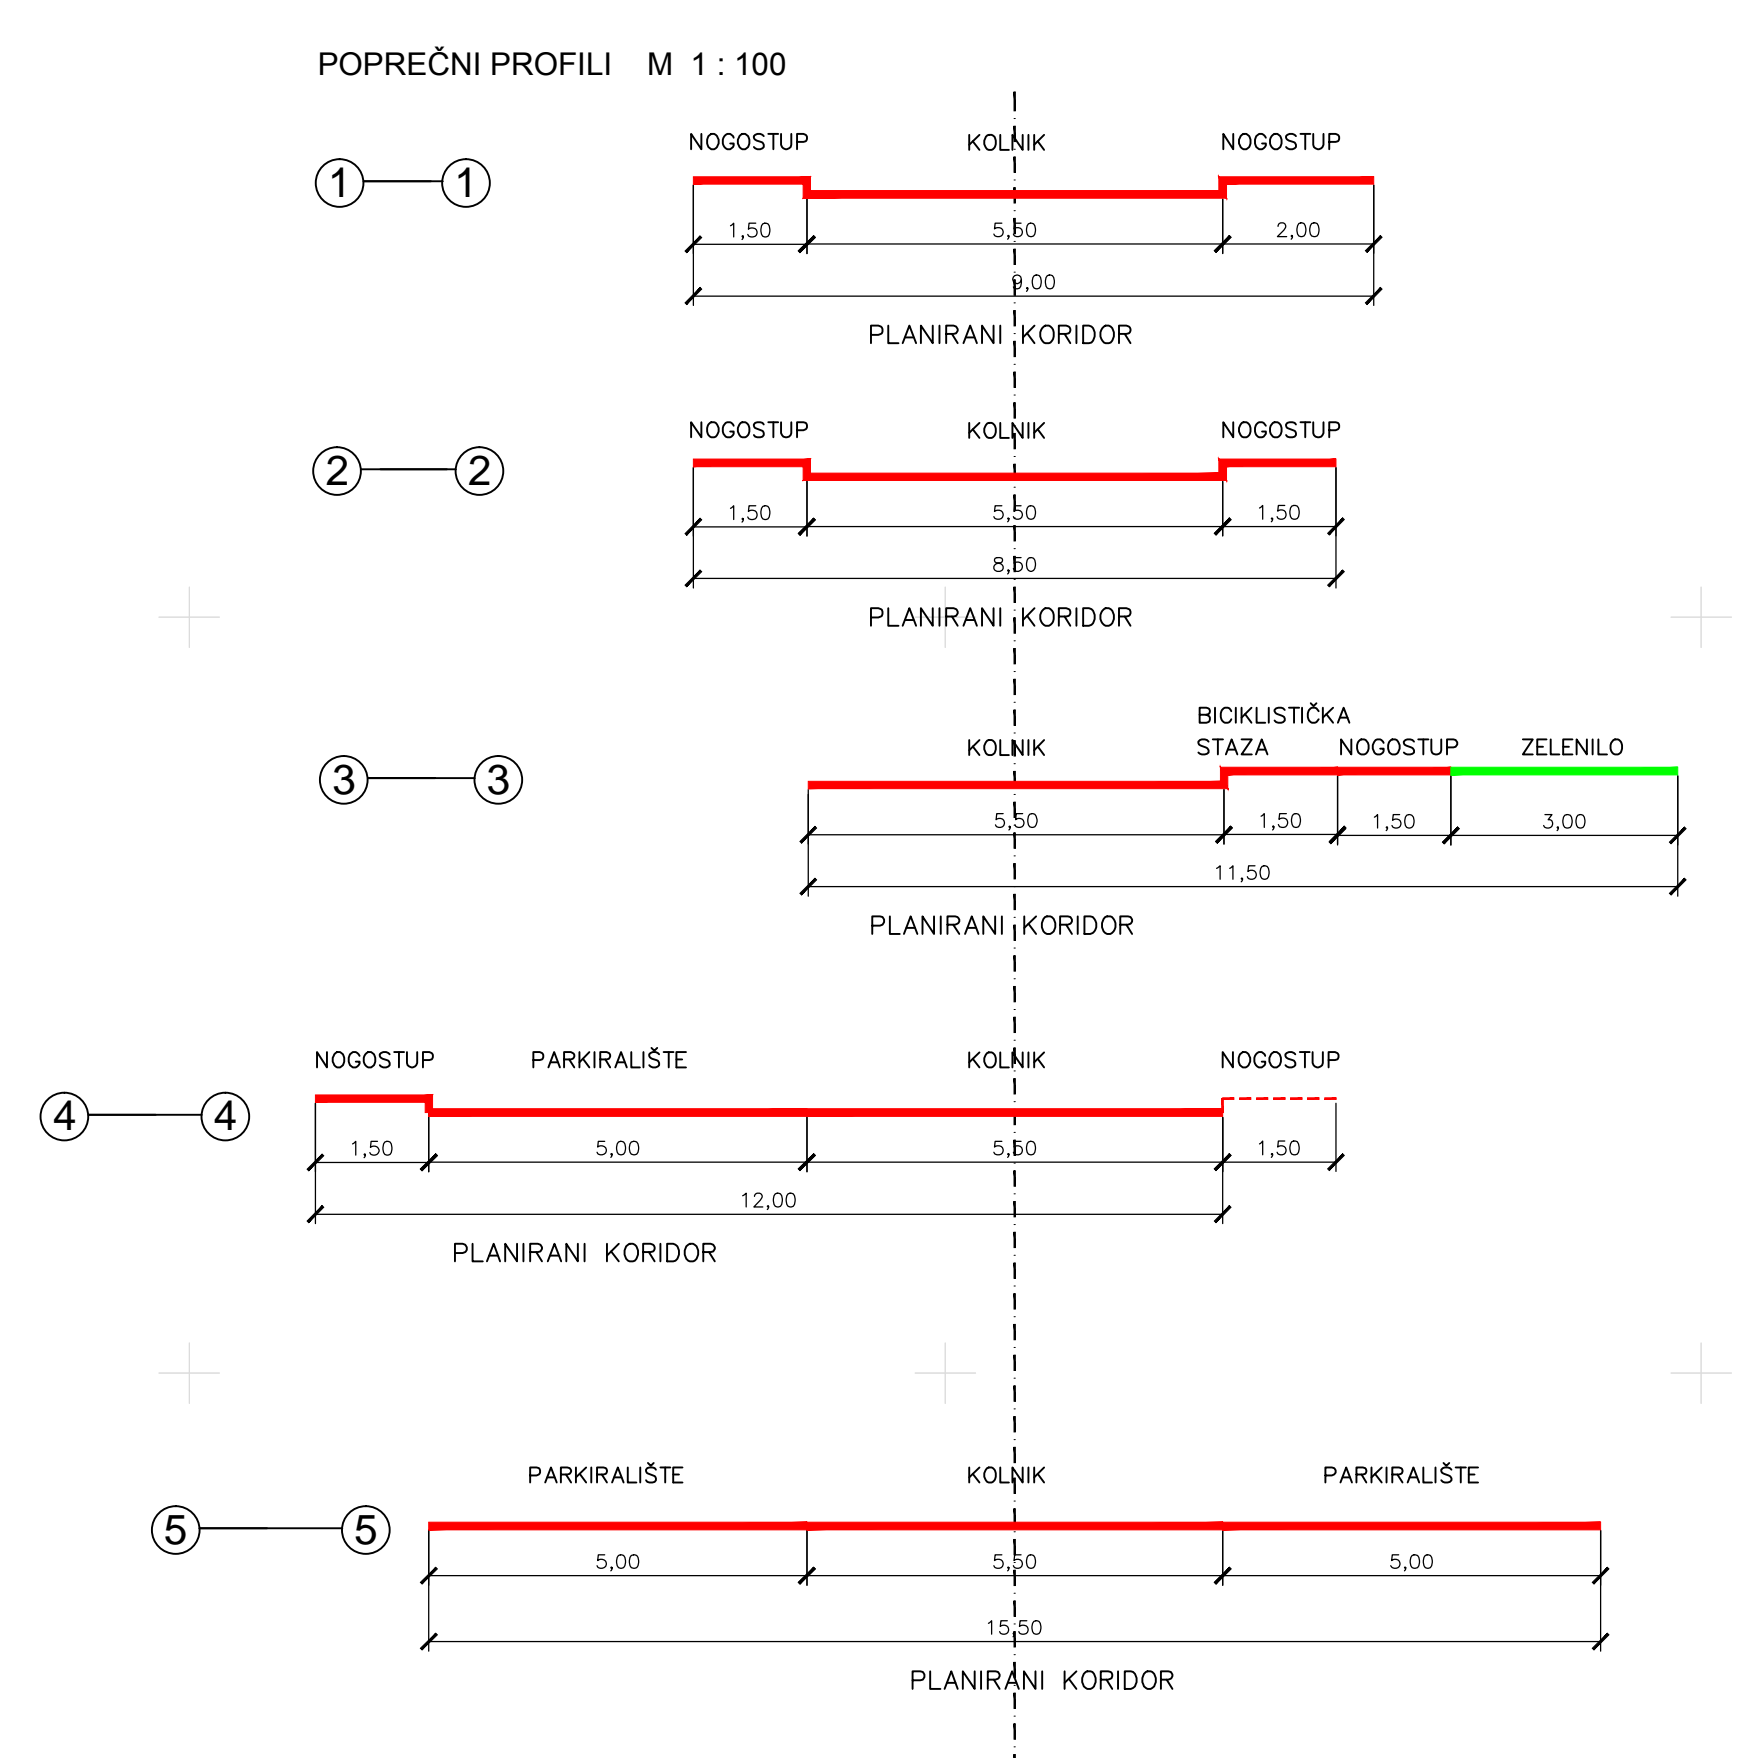 POPREČNI PROFILI M 1 : 100
NOGOSTUP KOLNIK NOGOSTUP
1 1
1,50 5,50 2,00
9,00
PLANIRANI KORIDOR
NOGOSTUP KOLNIK NOGOSTUP
2 2
1,50 5,50 1,50
8,50
PLANIRANI KORIDOR
BICIKLISTIČKA
KOLNIK STAZA NOGOSTUP ZELENILO
3 3
5,50 1,50 1,50 3,00
11,50
PLANIRANI KORIDOR
NOGOSTUP PARKIRALIŠTE KOLNIK NOGOSTUP
4 4
1,50 5,00 5,50 1,50
12,00
PLANIRANI KORIDOR
PARKIRALIŠTE KOLNIK PARKIRALIŠTE
5 5
5,00 5,50 5,00
15,50
PLANIRANI KORIDOR